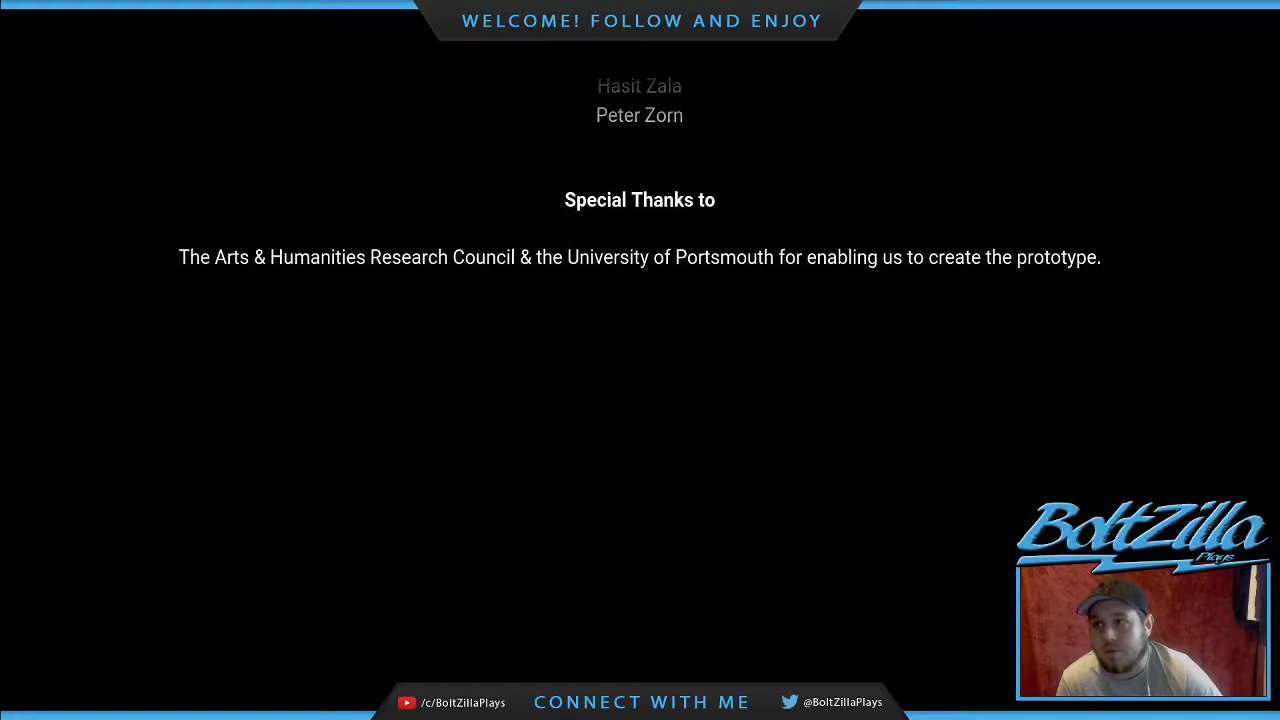 WELCOME! FOLLOW AND ENJOY
Hasit Zala
Peter Zorn
Special Thanks to
The Arts & Humanities Research Council & the University of Portsmouth for enabling us to create the prototype.
BoltZilla
Plays
/c/BoltZillaPlays
CONNECT WITH ME
@BoltZillaPlays